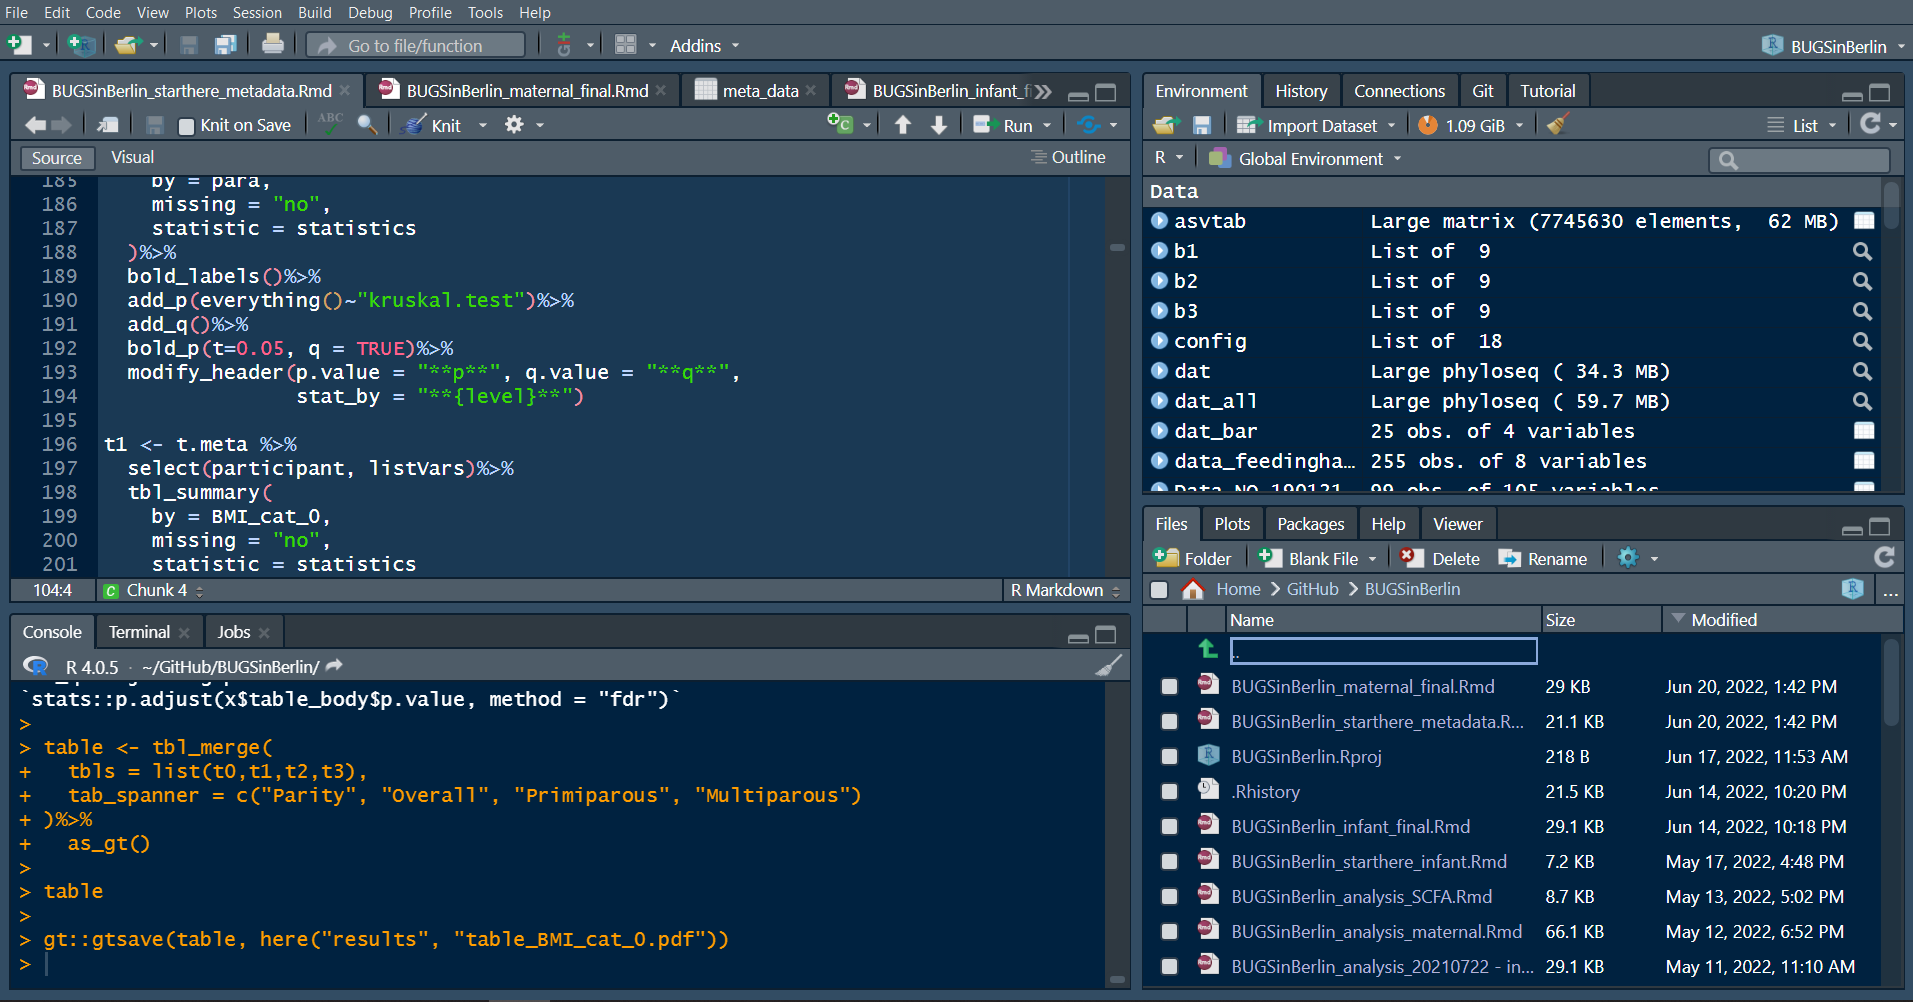 File Edit Code View Plots Session Build Debug Profile Tools Help
Go to file/function Addins BUGSinBerlin
BUGSinBerlin_starthere_metadata.Rmd BUGSinBerlin_maternal_final.Rmd meta_data BUGSinBerlin_infant_f
Knit on Save ABC Knit Run
Source Visual Outline
185 by = para,
186 missing = "no",
187 statistic = statistics
188 )%>%
189 bold_labels()%>%
190 add_p(everything()~"kruskal.test")%>%
191 add_q()%>%
192 bold_p(t=0.05, q = TRUE)%>%
193 modify_header(p.value = "**p**", q.value = "**q**",
194 stat_by = "**{level}**")
195
196 t1 <- t.meta %>%
197 select(participant, listVars)%>%
198 tbl_summary(
199 by = BMI_cat_0,
200 missing = "no",
201 statistic = statistics
104:4 C Chunk 4 R Markdown
Console Terminal Jobs
R 4.0.5 · ~/GitHub/BUGSinBerlin/
`stats::p.adjust(x$table_body$p.value, method = "fdr")`
>
> table <- tbl_merge(
+ tbls = list(t0,t1,t2,t3),
+ tab_spanner = c("Parity", "Overall", "Primiparous", "Multiparous")
+ )%>%
+ as_gt()
>
> table
>
> gt::gtsave(table, here("results", "table_BMI_cat_0.pdf"))
>
Environment History Connections Git Tutorial
Import Dataset 1.09 GiB List
R Global Environment
Data
asvtab Large matrix (7745630 elements, 62 MB)
b1 List of 9
b2 List of 9
b3 List of 9
config List of 18
dat Large phyloseq ( 34.3 MB)
dat_all Large phyloseq ( 59.7 MB)
dat_bar 25 obs. of 4 variables
data_feedingha… 255 obs. of 8 variables
Data_NO_190121 99 obs. of 105 variables
Files Plots Packages Help Viewer
Folder Blank File Delete Rename
Home GitHub BUGSinBerlin ...
Name Size Modified
..
BUGSinBerlin_maternal_final.Rmd 29 KB Jun 20, 2022, 1:42 PM
BUGSinBerlin_starthere_metadata.R... 21.1 KB Jun 20, 2022, 1:42 PM
BUGSinBerlin.Rproj 218 B Jun 17, 2022, 11:53 AM
.Rhistory 21.5 KB Jun 14, 2022, 10:20 PM
BUGSinBerlin_infant_final.Rmd 29.1 KB Jun 14, 2022, 10:18 PM
BUGSinBerlin_starthere_infant.Rmd 7.2 KB May 17, 2022, 4:48 PM
BUGSinBerlin_analysis_SCFA.Rmd 8.7 KB May 13, 2022, 5:02 PM
BUGSinBerlin_analysis_maternal.Rmd 66.1 KB May 12, 2022, 6:52 PM
BUGSinBerlin_analysis_20210722 - in... 29.1 KB May 11, 2022, 11:10 AM